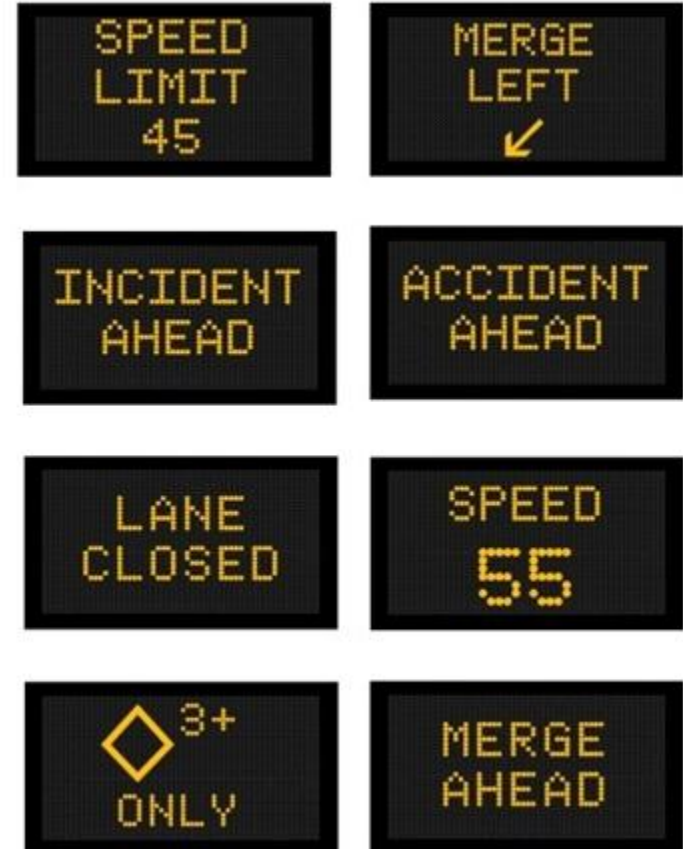 SPEED
LIMIT
45
MERGE
LEFT
INCIDENT
AHEAD
ACCIDENT
AHEAD
LANE
CLOSED
SPEED
55
3+
ONLY
MERGE
AHEAD